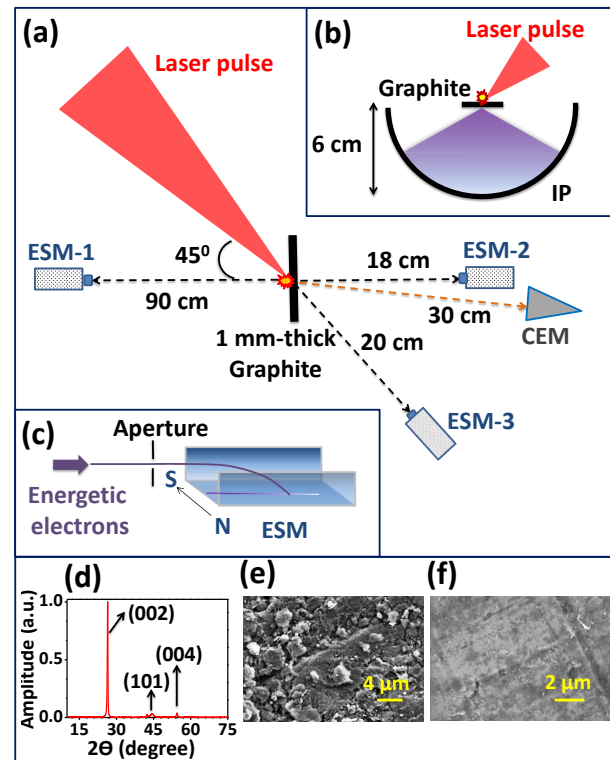 (a)
Laser pulse
ESM-1
45⁰
90 cm
18 cm
ESM-2
30 cm
CEM
20 cm
1 mm-thick
Graphite
ESM-3
(b)
Laser pulse
Graphite
6 cm
IP
(c)
Aperture
Energetic
electrons
S
N
ESM
(d)
Amplitude (a.u.)
1.0
0.5
0.0
(002)
(101)
(004)
15 30 45 60 75
2Θ (degree)
(e)
4 μm
(f)
2 μm